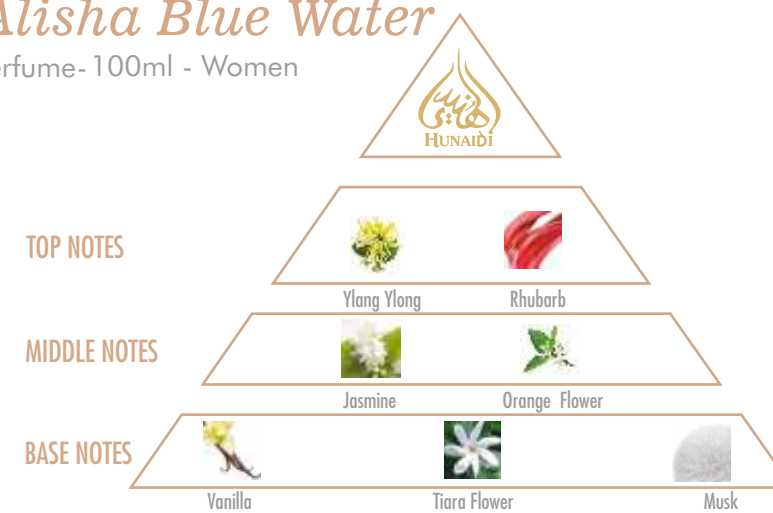 Alisha Blue Water
erfume- 100ml - Women
هنيدي
HUNAIDI
TOP NOTES
Ylang Ylong Rhubarb
MIDDLE NOTES
Jasmine Orange Flower
BASE NOTES
Vanilla Tiara Flower Musk